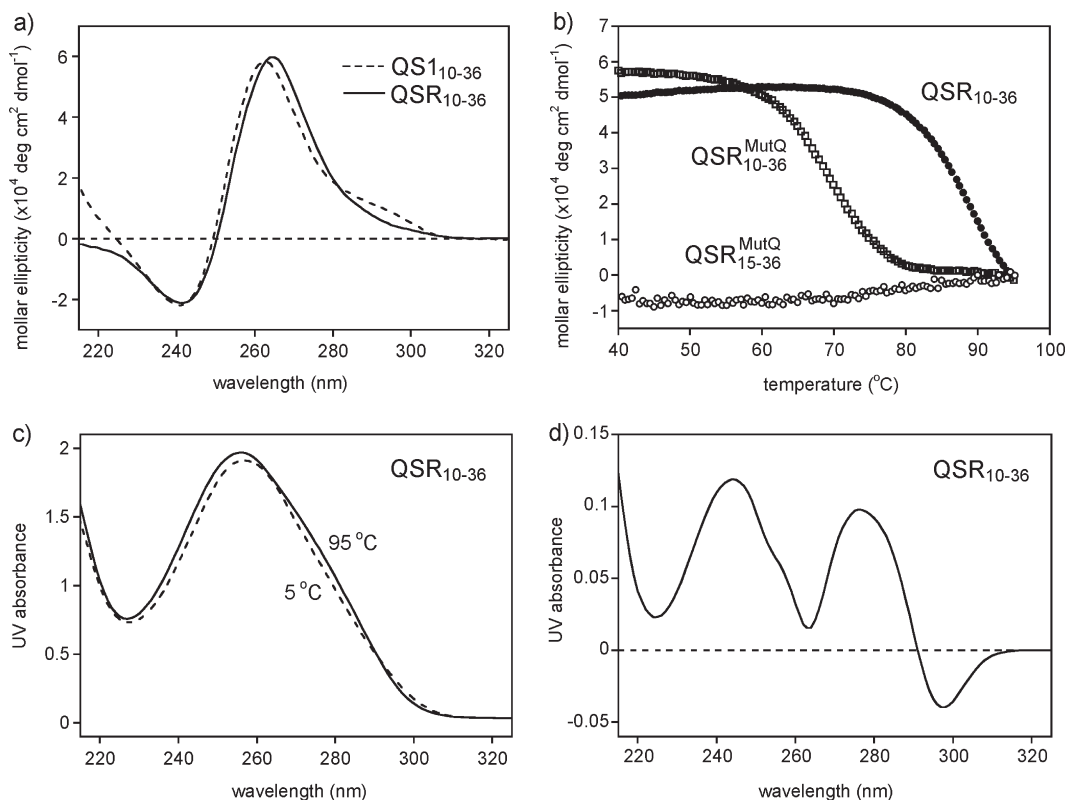 a)
mollar ellipticity (x10⁴ deg cm² dmol⁻¹)
6
4
2
0
-2
QS1₁₀₋₃₆
QSR₁₀₋₃₆
220 240 260 280 300 320
wavelength (nm)
b)
mollar ellipticity (x10⁴ deg cm² dmol⁻¹)
7
6
5
4
3
2
1
0
-1
QSR₁₀₋₃₆
QSR₁₀₋₃₆^MutQ
QSR₁₅₋₃₆^MutQ
40 50 60 70 80 90 100
temperature (°C)
c)
UV absorbance
2
1.5
1
0.5
0
QSR₁₀₋₃₆
95 °C
5 °C
220 240 260 280 300 320
wavelength (nm)
d)
UV absorbance
0.15
0.1
0.05
0
-0.05
QSR₁₀₋₃₆
220 240 260 280 300 320
wavelength (nm)